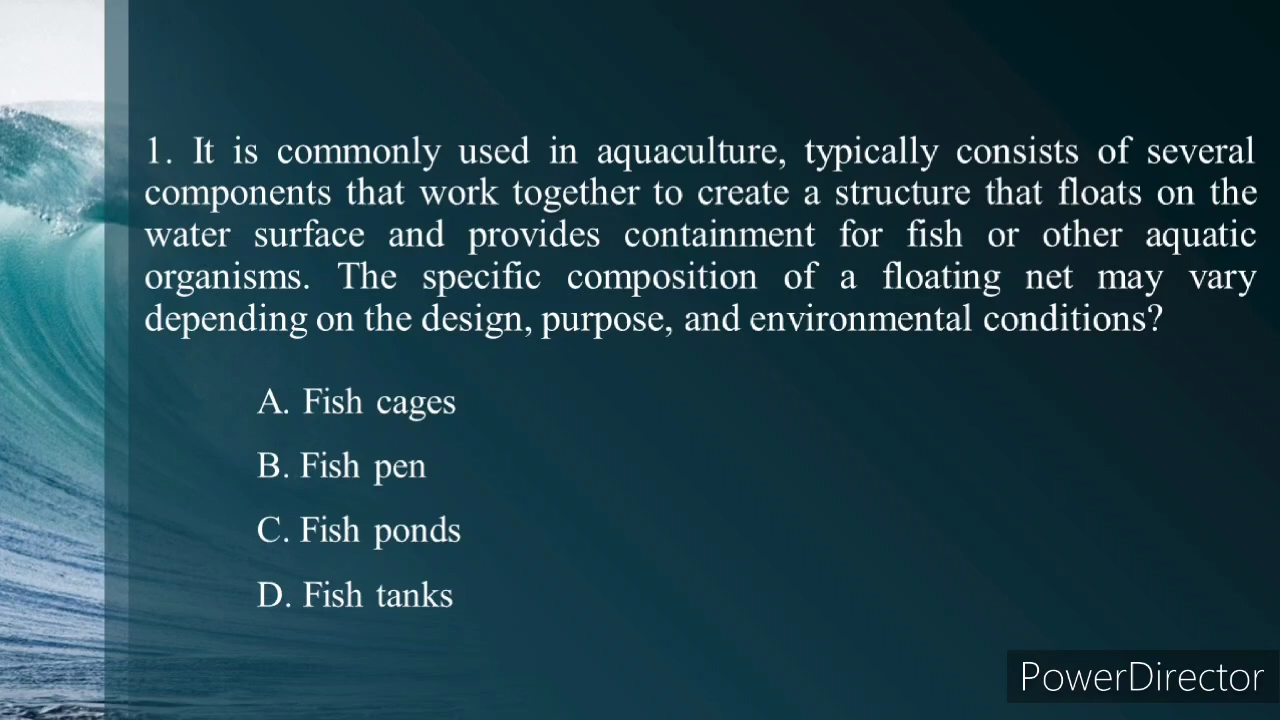 1. It is commonly used in aquaculture, typically consists of several
components that work together to create a structure that floats on the
water surface and provides containment for fish or other aquatic
organisms. The specific composition of a floating net may vary
depending on the design, purpose, and environmental conditions?
A. Fish cages
B. Fish pen
C. Fish ponds
D. Fish tanks
PowerDirector